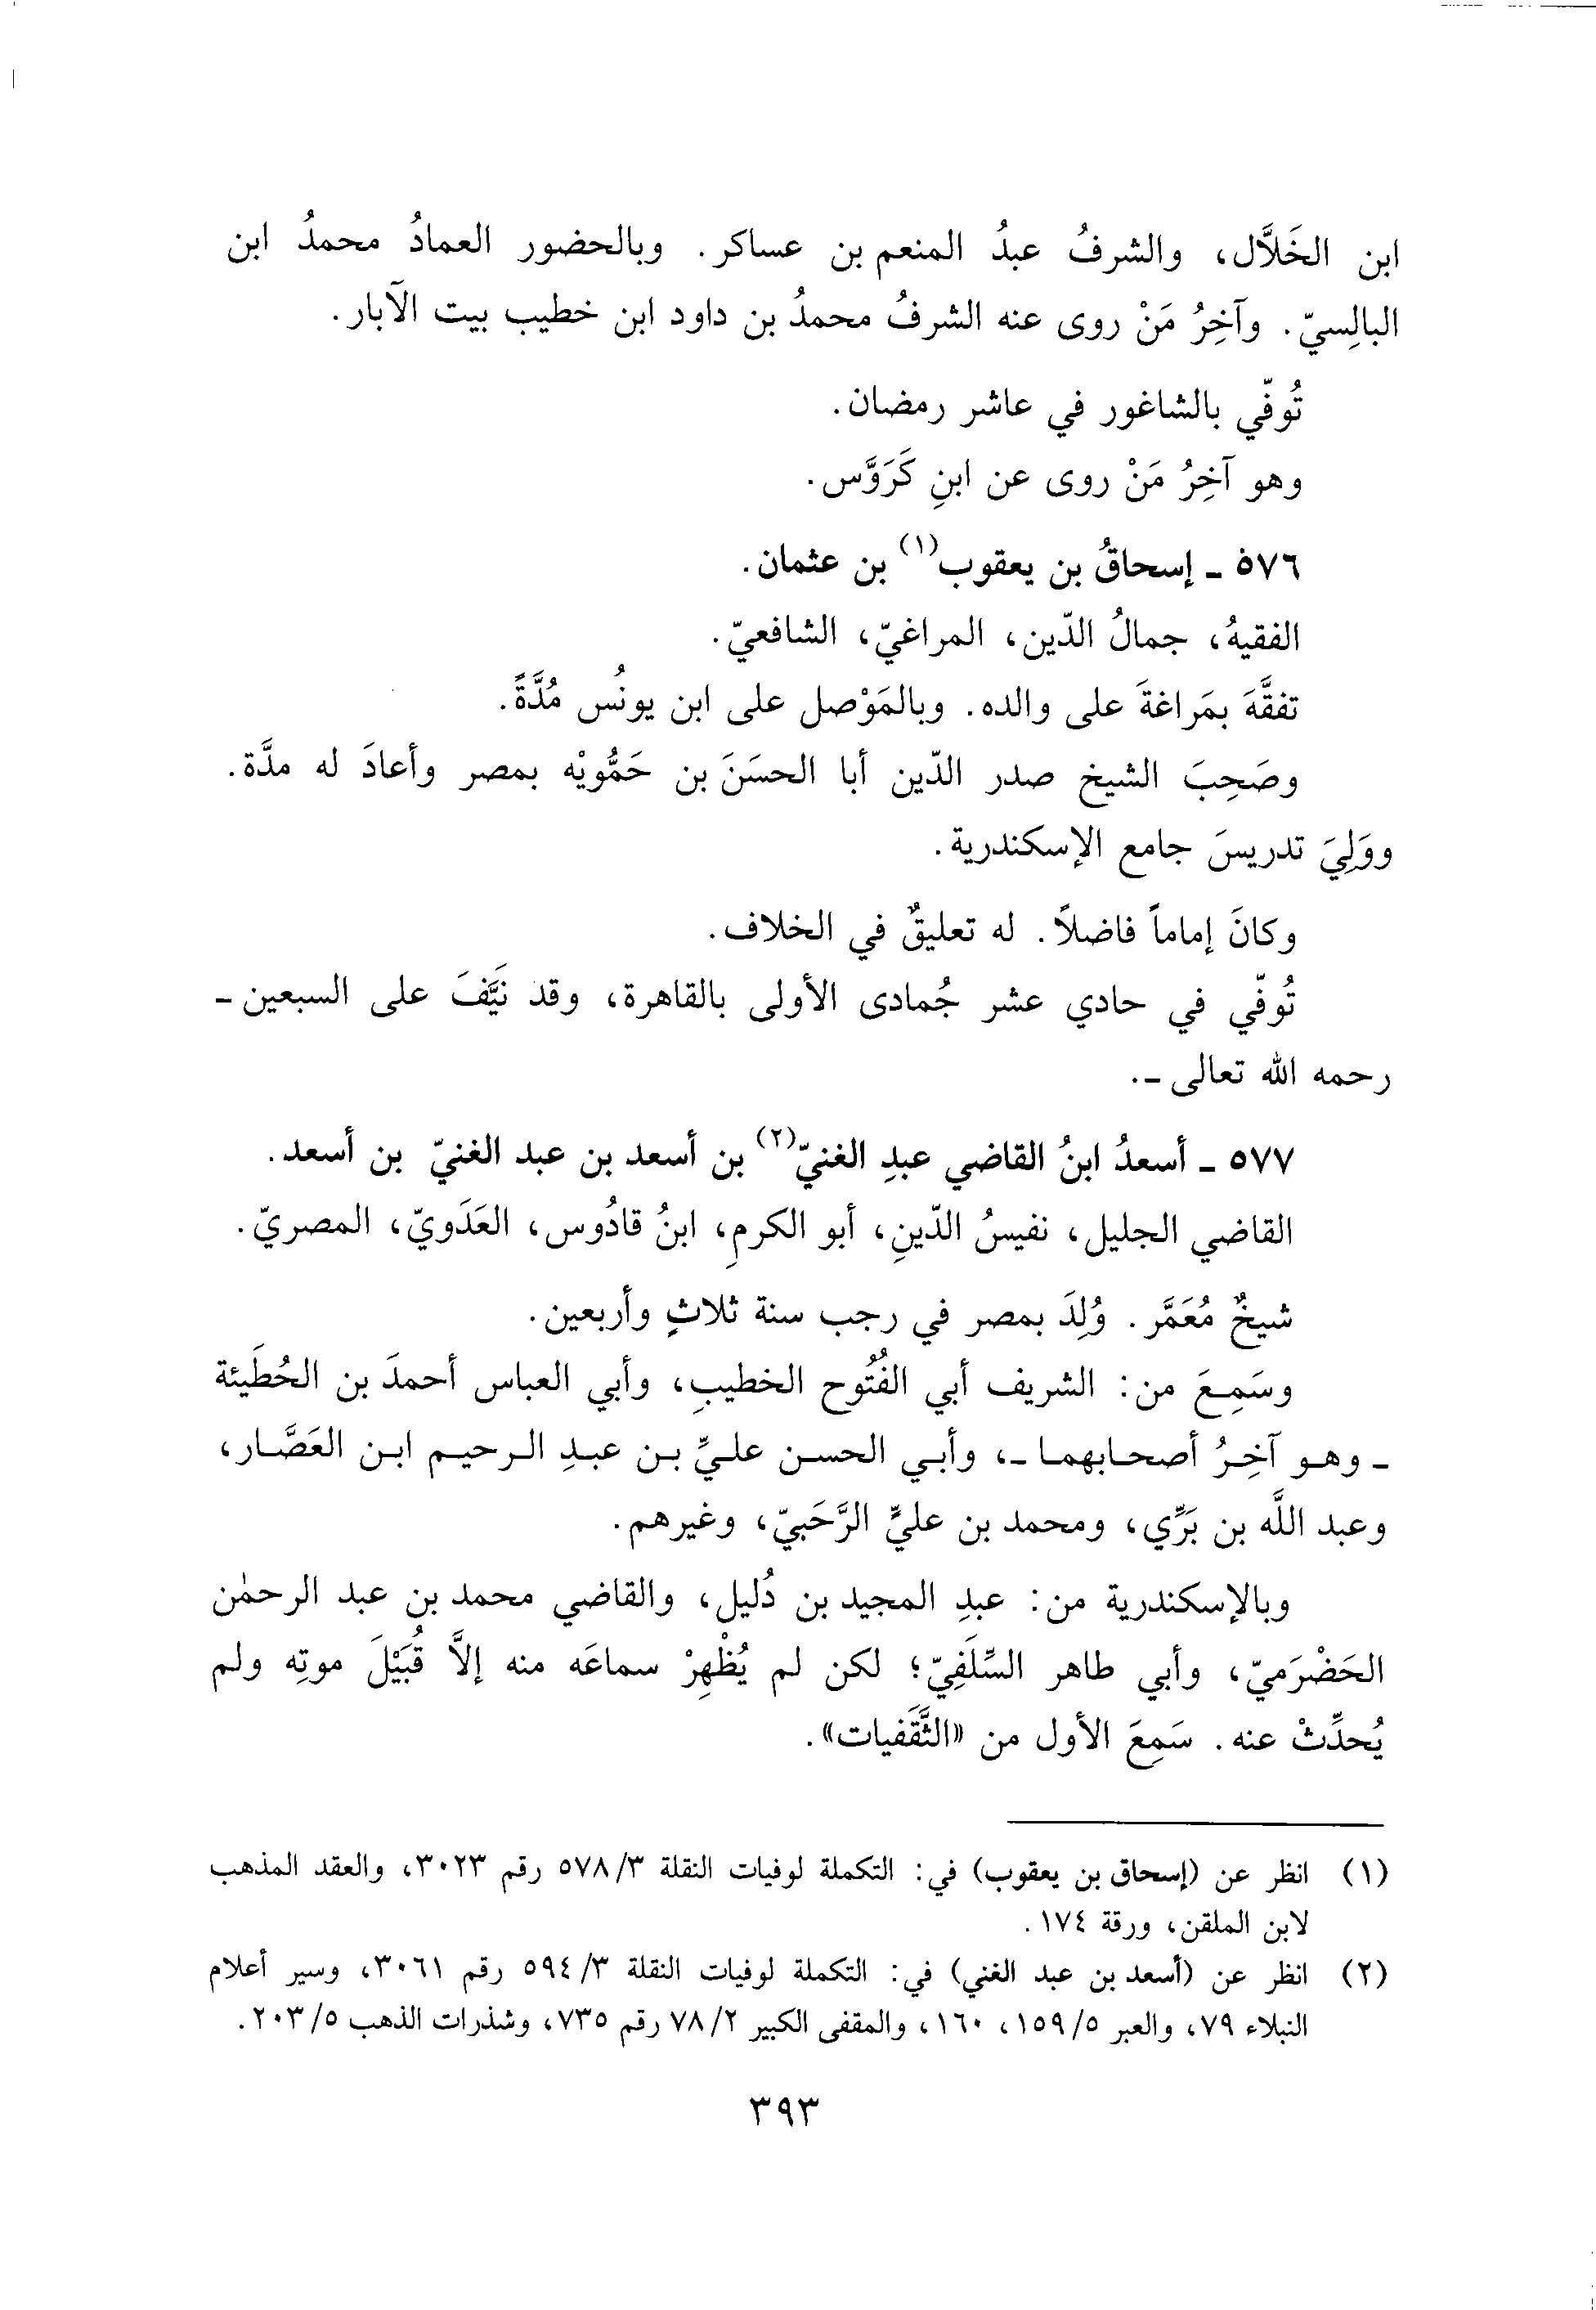 ابن الخَلَّال، والشرفُ عبدُ المنعم بن عساكر. وبالحضور العمادُ محمدُ ابن
البالِسيّ. وآخِرُ مَنْ روى عنه الشرفُ محمدُ بن داود ابن خطيب بيت الآبار.
تُوفّي بالشاغور في عاشر رمضان.
وهو آخِرُ مَنْ روى عن ابنِ كَرَوَّس.
٥٧٦ - إسحاقُ بن يعقوب(١) بن عثمان.
الفقيهُ، جمالُ الدّين، المراغيّ، الشافعيّ.
تفقَّهَ بمَراغةَ على والده. وبالمَوْصل على ابن يونُس مُدَّةً.
وصَحِبَ الشيخ صدر الدّين أبا الحسَنَ بن حَمُّويْه بمصر وأعادَ له مدَّة.
ووَلِيَ تدريسَ جامع الإسكندرية.
وكانَ إماماً فاضلاً. له تعليقٌ في الخلاف.
تُوفّي في حادي عشر جُمادى الأولى بالقاهرة، وقد نَيَّفَ على السبعين -
رحمه الله تعالى -.
٥٧٧ - أسعدُ ابنُ القاضي عبدِ الغنيّ(٢) بن أسعد بن عبد الغنيّ بن أسعد.
القاضي الجليل، نفيسُ الدّينِ، أبو الكرمِ، ابنُ قادُوس، العَدَويّ، المصريّ.
شيخٌ مُعَمَّر. وُلِدَ بمصر في رجب سنة ثلاثٍ وأربعين.
وسَمِعَ من: الشريف أبي الفُتُوح الخطيبِ، وأبي العباس أحمدَ بن الحُطَيئة
- وهو آخِرُ أصحابهما -، وأبي الحسن عليِّ بن عبدِ الرحيم ابن العَصَّار،
وعبد اللَّه بن بَرِّي، ومحمد بن عليٍّ الرَّحَبيّ، وغيرهم.
وبالإسكندرية من: عبدِ المجيد بن دُليل، والقاضي محمد بن عبد الرحمٰن
الحَضْرَميّ، وأبي طاهر السِّلَفِيّ؛ لكن لم يُظْهِرْ سماعَه منه إلاَّ قُبَيْلَ موتِه ولم
يُحدِّثْ عنه. سَمِعَ الأول من «الثَّقَفيات».
(١) انظر عن (إسحاق بن يعقوب) في: التكملة لوفيات النقلة ٥٧٨/٣ رقم ٣٠٢٣، والعقد المذهب
لابن الملقن، ورقة ١٧٤.
(٢) انظر عن (أسعد بن عبد الغني) في: التكملة لوفيات النقلة ٥٩٤/٣ رقم ٣٠٦١، وسير أعلام
النبلاء ٧٩، والعبر ١٥٩/٥، ١٦٠، والمقفى الكبير ٧٨/٢ رقم ٧٣٥، وشذرات الذهب ٢٠٣/٥.
٣٩٣